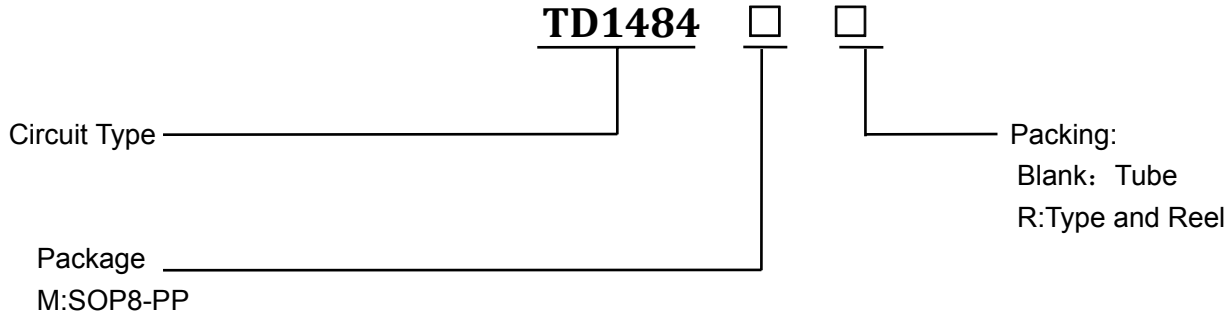 TD1484 □ □
Circuit Type
Packing:
Blank：Tube
R:Type and Reel
Package
M:SOP8-PP